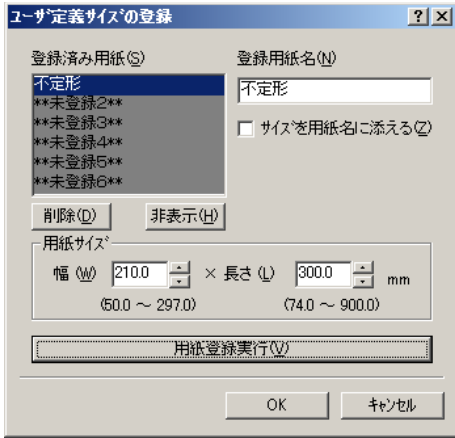 ユーザ定義サイズの登録
登録済み用紙(S)
登録用紙名(N)
不定形
**未登録2**
**未登録3**
**未登録4**
**未登録5**
**未登録6**
不定形
サイズを用紙名に添える(Z)
削除(D)
非表示(H)
用紙サイズ
幅(W) 210.0 × 長さ(L) 300.0 mm
(50.0 ～ 297.0) (74.0 ～ 900.0)
用紙登録実行(V)
OK
キャンセル